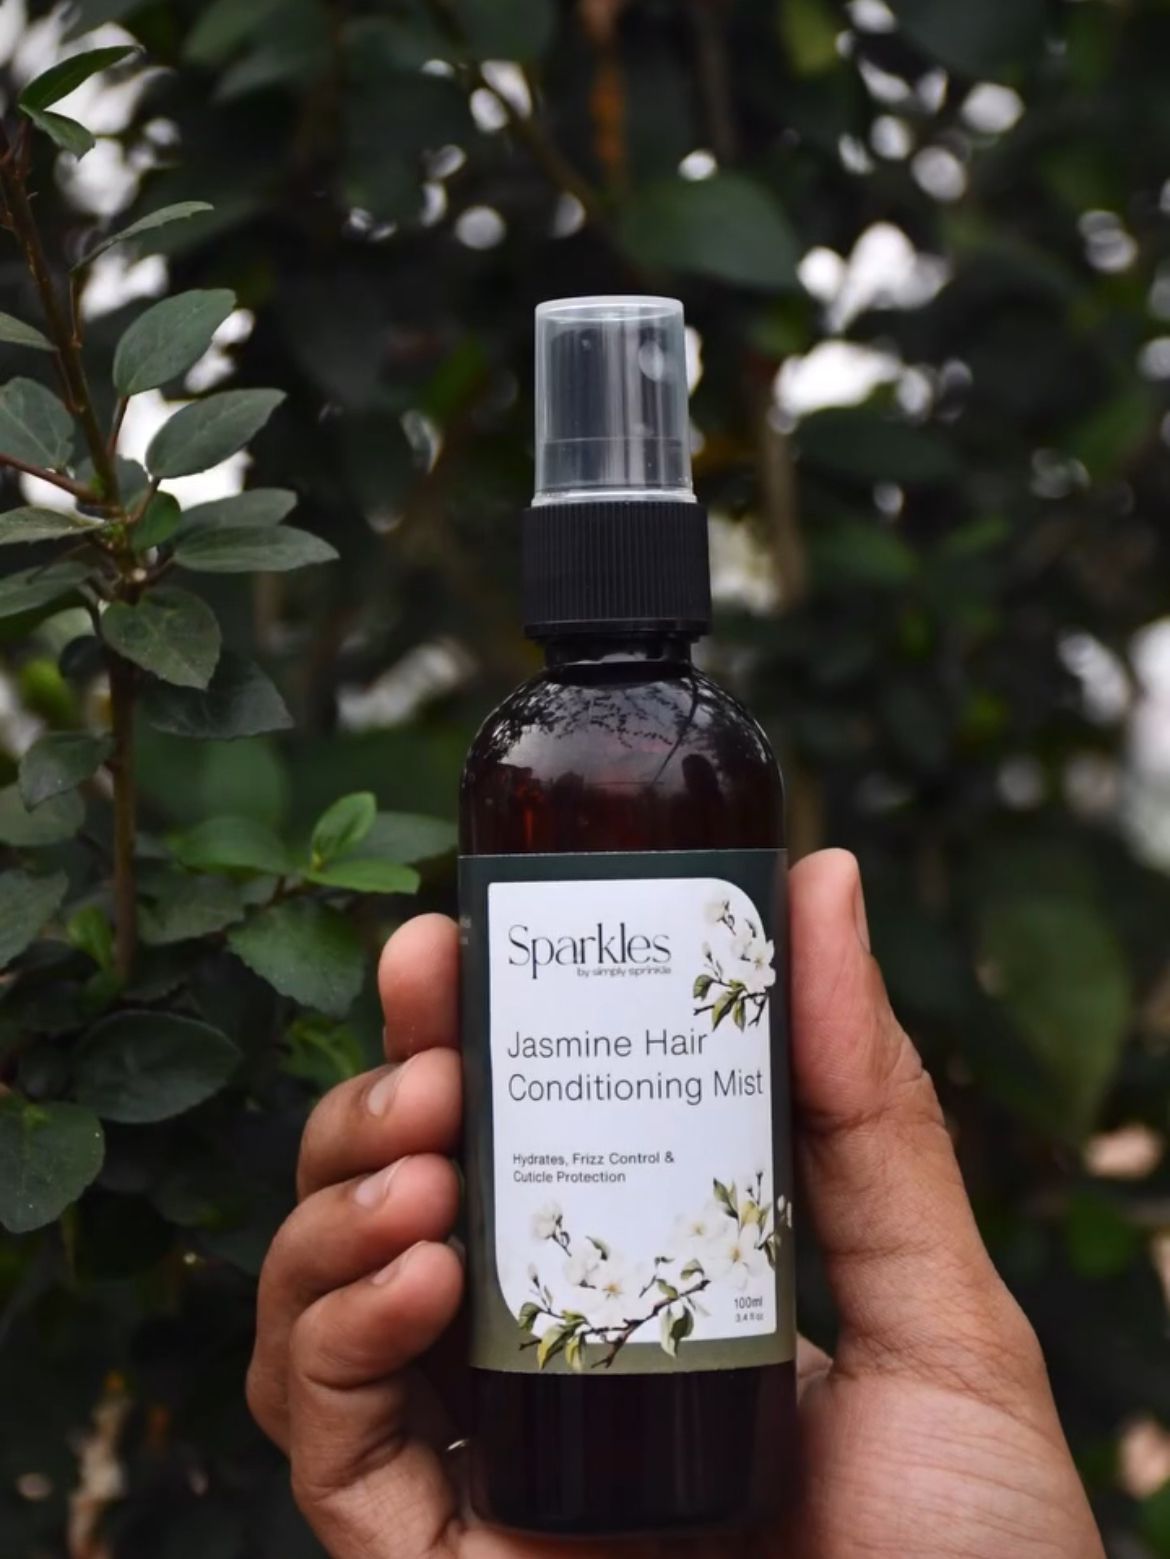 Sparkles
by simply sprinkle
Jasmine Hair
Conditioning Mist
Hydrates, Frizz Control &
Cuticle Protection
100ml
3.4 fl oz